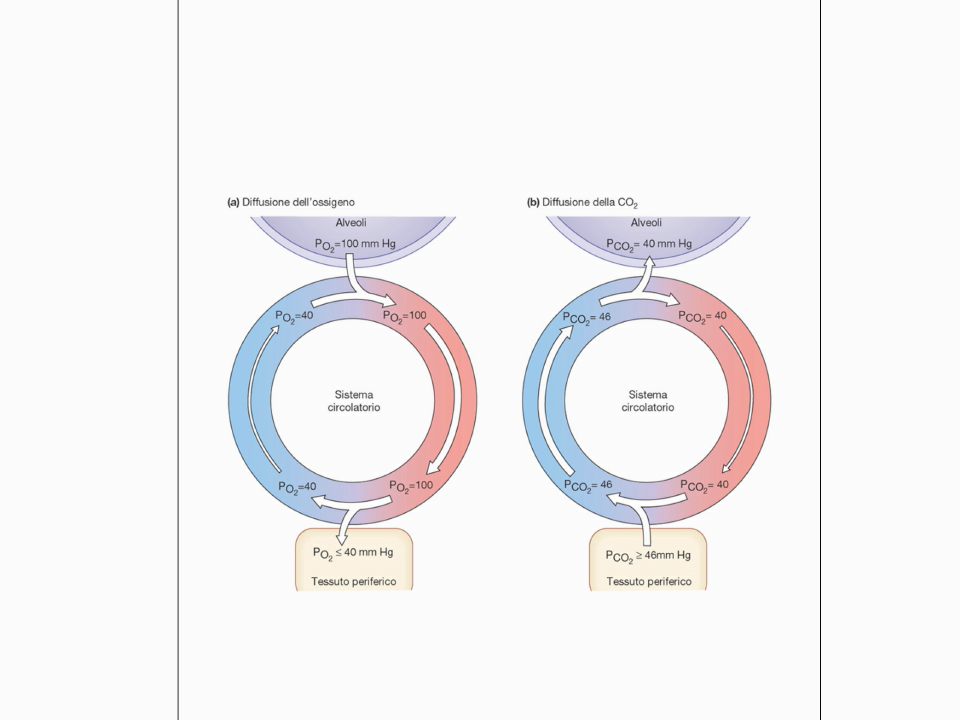 (a) Diffusione dell'ossigeno
Alveoli
PO2=100 mm Hg
PO2=40
PO2=100
Sistema
circolatorio
PO2=40
PO2=100
PO2 ≤ 40 mm Hg
Tessuto periferico
(b) Diffusione della CO2
Alveoli
PCO2= 40 mm Hg
PCO2= 46
PCO2= 40
Sistema
circolatorio
PCO2= 46
PCO2= 40
PCO2 ≥ 46mm Hg
Tessuto periferico